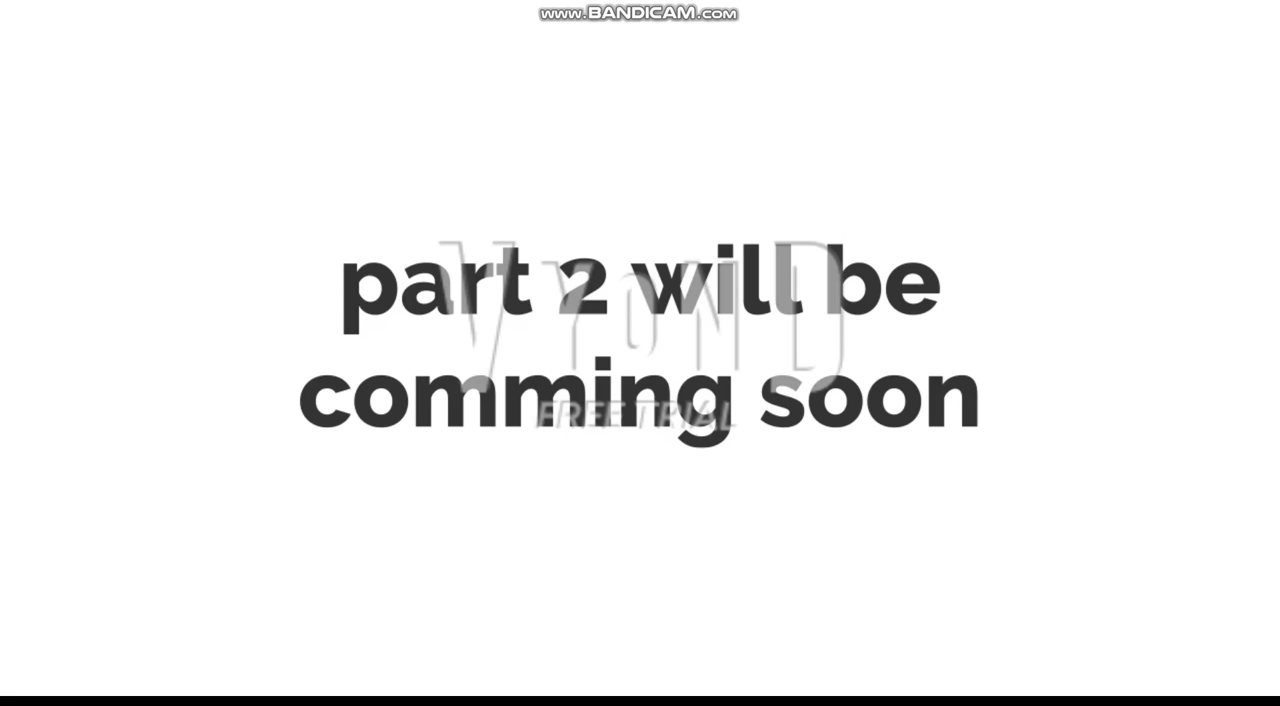 www.BANDICAM.com
part 2 will be
VYOND
comming soon
FREE TRIAL